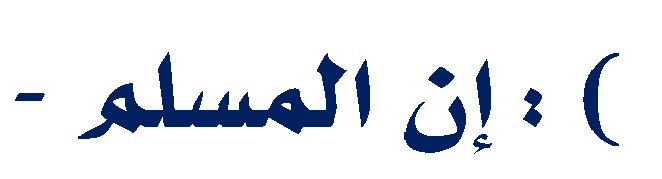 ) : إن المسلم -